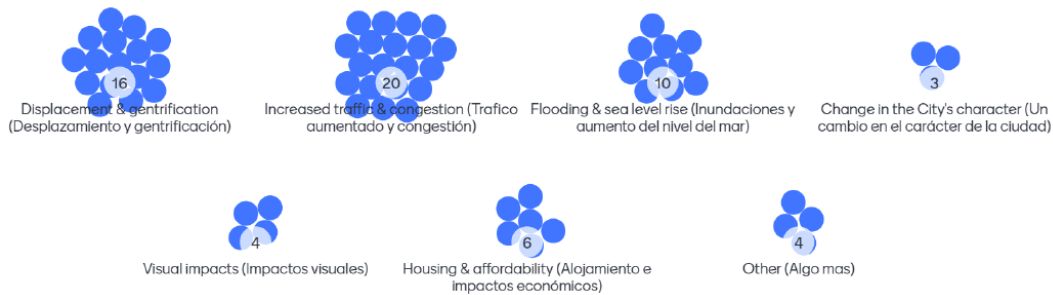 16
Displacement & gentrification
(Desplazamiento y gentrificación)
20
Increased traffic & congestion (Trafico
aumentado y congestión)
10
Flooding & sea level rise (Inundaciones y
aumento del nivel del mar)
3
Change in the City's character (Un
cambio en el carácter de la ciudad)
4
Visual impacts (Impactos visuales)
6
Housing & affordability (Alojamiento e
impactos económicos)
4
Other (Algo mas)